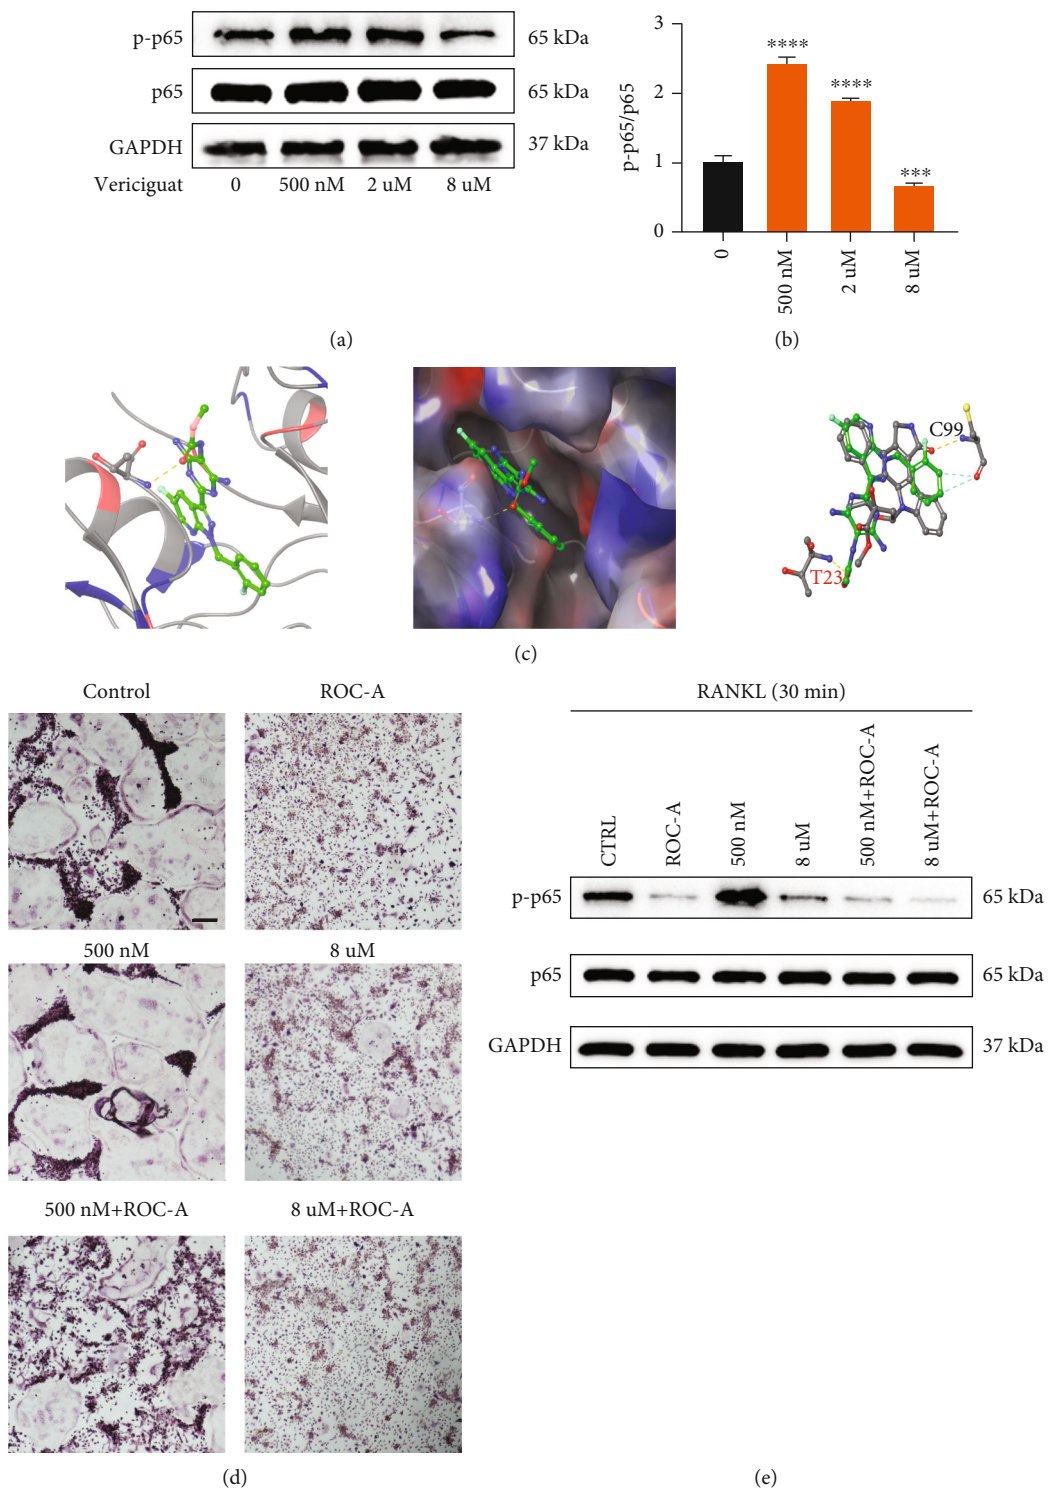 p-p65 65 kDa
p65 65 kDa
GAPDH 37 kDa
Vericiguat 0 500 nM 2 uM 8 uM
(a)
3
2
1
0
p-p65/p65
****
****
***
0
500 nM
2 uM
8 uM
(b)
C99
T23
(c)
Control ROC-A
500 nM 8 uM
500 nM+ROC-A 8 uM+ROC-A
(d)
RANKL (30 min)
CTRL
ROC-A
500 nM
8 uM
500 nM+ROC-A
8 uM+ROC-A
p-p65 65 kDa
p65 65 kDa
GAPDH 37 kDa
(e)